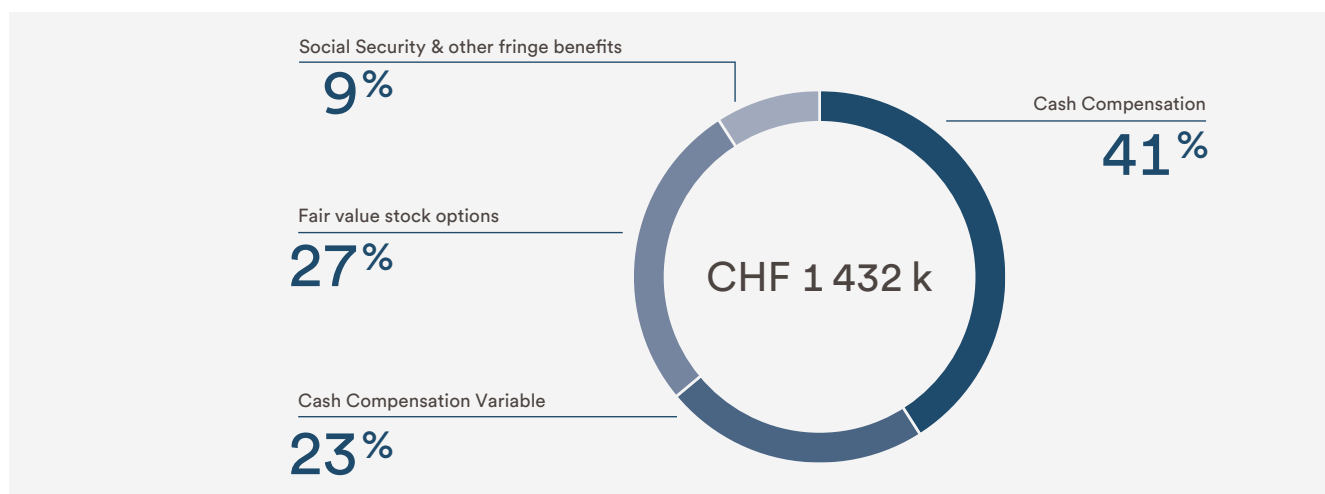 Social Security & other fringe benefits
9%
Cash Compensation
41%
Fair value stock options
27%
CHF 1 432 k
Cash Compensation Variable
23%